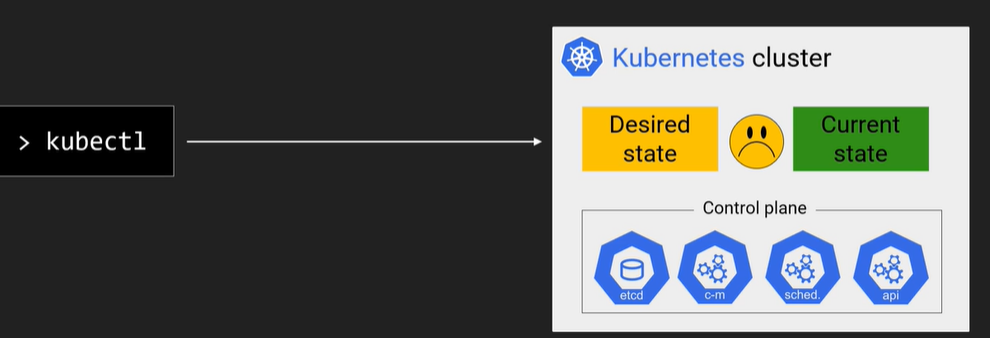 > kubectl
Kubernetes cluster
Desired
state
Current
state
Control plane
etcd
c-m
sched.
api